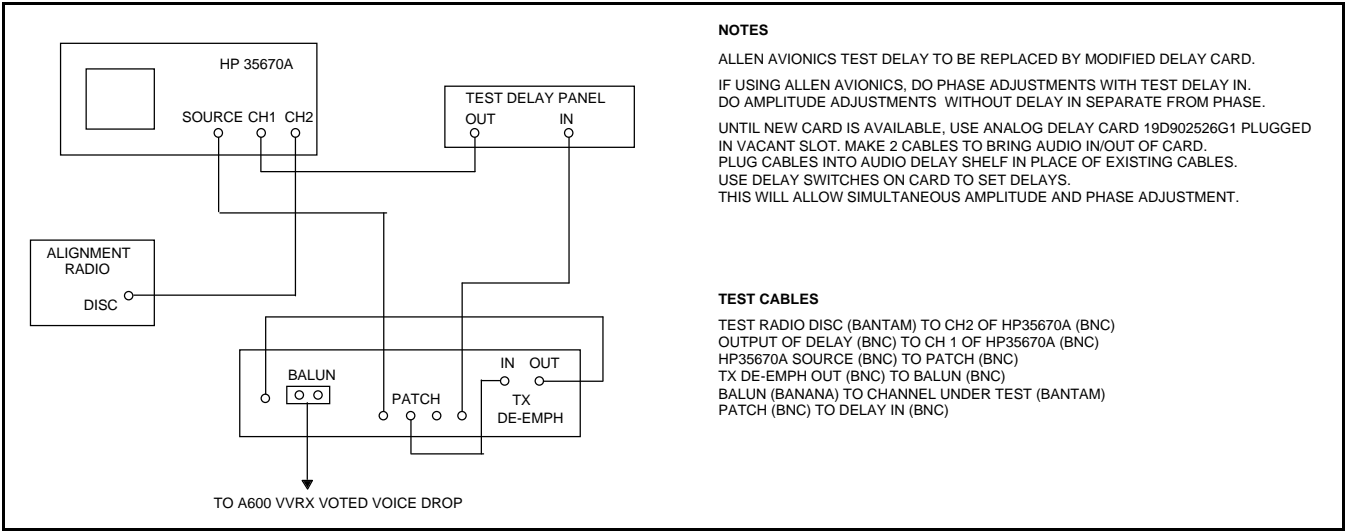 HP 35670A
SOURCE CH1 CH2
TEST DELAY PANEL
OUT IN
ALIGNMENT
RADIO
DISC
BALUN
PATCH
IN OUT
TX
DE-EMPH
TO A600 VVRX VOTED VOICE DROP
NOTES
ALLEN AVIONICS TEST DELAY TO BE REPLACED BY MODIFIED DELAY CARD.
IF USING ALLEN AVIONICS, DO PHASE ADJUSTMENTS WITH TEST DELAY IN.
DO AMPLITUDE ADJUSTMENTS WITHOUT DELAY IN SEPARATE FROM PHASE.
UNTIL NEW CARD IS AVAILABLE, USE ANALOG DELAY CARD 19D902526G1 PLUGGED
IN VACANT SLOT. MAKE 2 CABLES TO BRING AUDIO IN/OUT OF CARD.
PLUG CABLES INTO AUDIO DELAY SHELF IN PLACE OF EXISTING CABLES.
USE DELAY SWITCHES ON CARD TO SET DELAYS.
THIS WILL ALLOW SIMULTANEOUS AMPLITUDE AND PHASE ADJUSTMENT.
TEST CABLES
TEST RADIO DISC (BANTAM) TO CH2 OF HP35670A (BNC)
OUTPUT OF DELAY (BNC) TO CH 1 OF HP35670A (BNC)
HP35670A SOURCE (BNC) TO PATCH (BNC)
TX DE-EMPH OUT (BNC) TO BALUN (BNC)
BALUN (BANANA) TO CHANNEL UNDER TEST (BANTAM)
PATCH (BNC) TO DELAY IN (BNC)